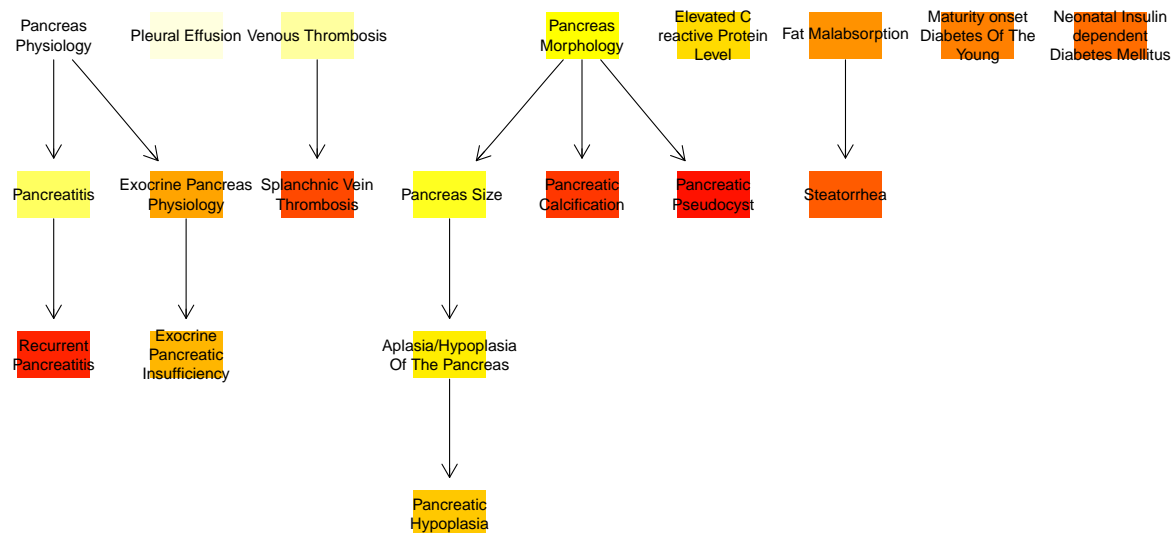 Pancreas
Physiology
Pleural Effusion
Venous Thrombosis
Pancreas
Morphology
Elevated C
reactive Protein
Level
Fat Malabsorption
Maturity onset
Diabetes Of The
Young
Neonatal Insulin
dependent
Diabetes Mellitus
Pancreatitis
Exocrine Pancreas
Physiology
Splanchnic Vein
Thrombosis
Pancreas Size
Pancreatic
Calcification
Pancreatic
Pseudocyst
Steatorrhea
Recurrent
Pancreatitis
Exocrine
Pancreatic
Insufficiency
Aplasia/Hypoplasia
Of The Pancreas
Pancreatic
Hypoplasia